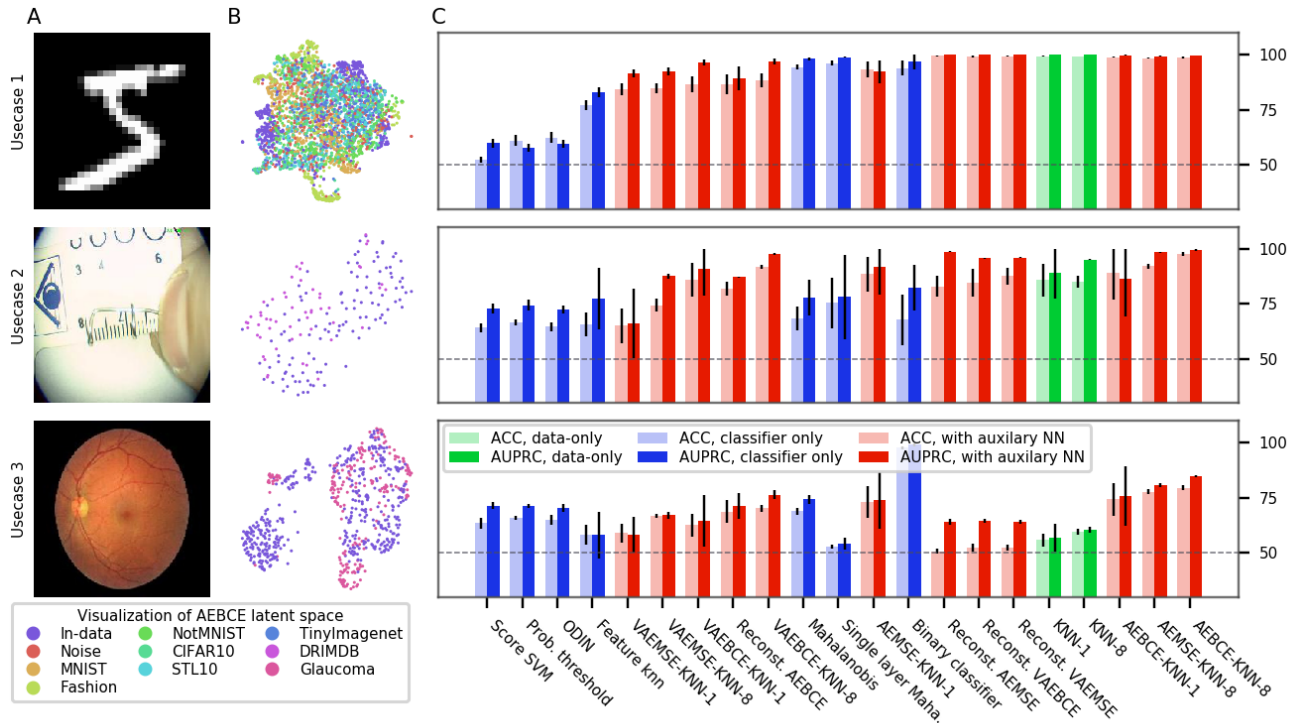 A
B
C
Usecase 1
100
75
50
Usecase 2
3
4
6
8
100
75
50
Usecase 3
ACC, data-only
ACC, classifier only
ACC, with auxilary NN
AUPRC, data-only
AUPRC, classifier only
AUPRC, with auxilary NN
100
75
50
Visualization of AEBCE latent space
In-data
NotMNIST
TinyImagenet
Noise
CIFAR10
DRIMDB
MNIST
STL10
Glaucoma
Fashion
Score SVM
Prob. threshold
ODIN
Feature knn
VAEMSE-KNN-1
VAEMSE-KNN-8
VAEBCE-KNN-1
Reconst. AEBCE
VAEBCE-KNN-8
Mahalanobis
Single layer Maha.
AEMSE-KNN-1
Binary classifier
Reconst. AEMSE
Reconst. VAEBCE
Reconst. VAEMSE
KNN-1
KNN-8
AEBCE-KNN-1
AEMSE-KNN-8
AEBCE-KNN-8